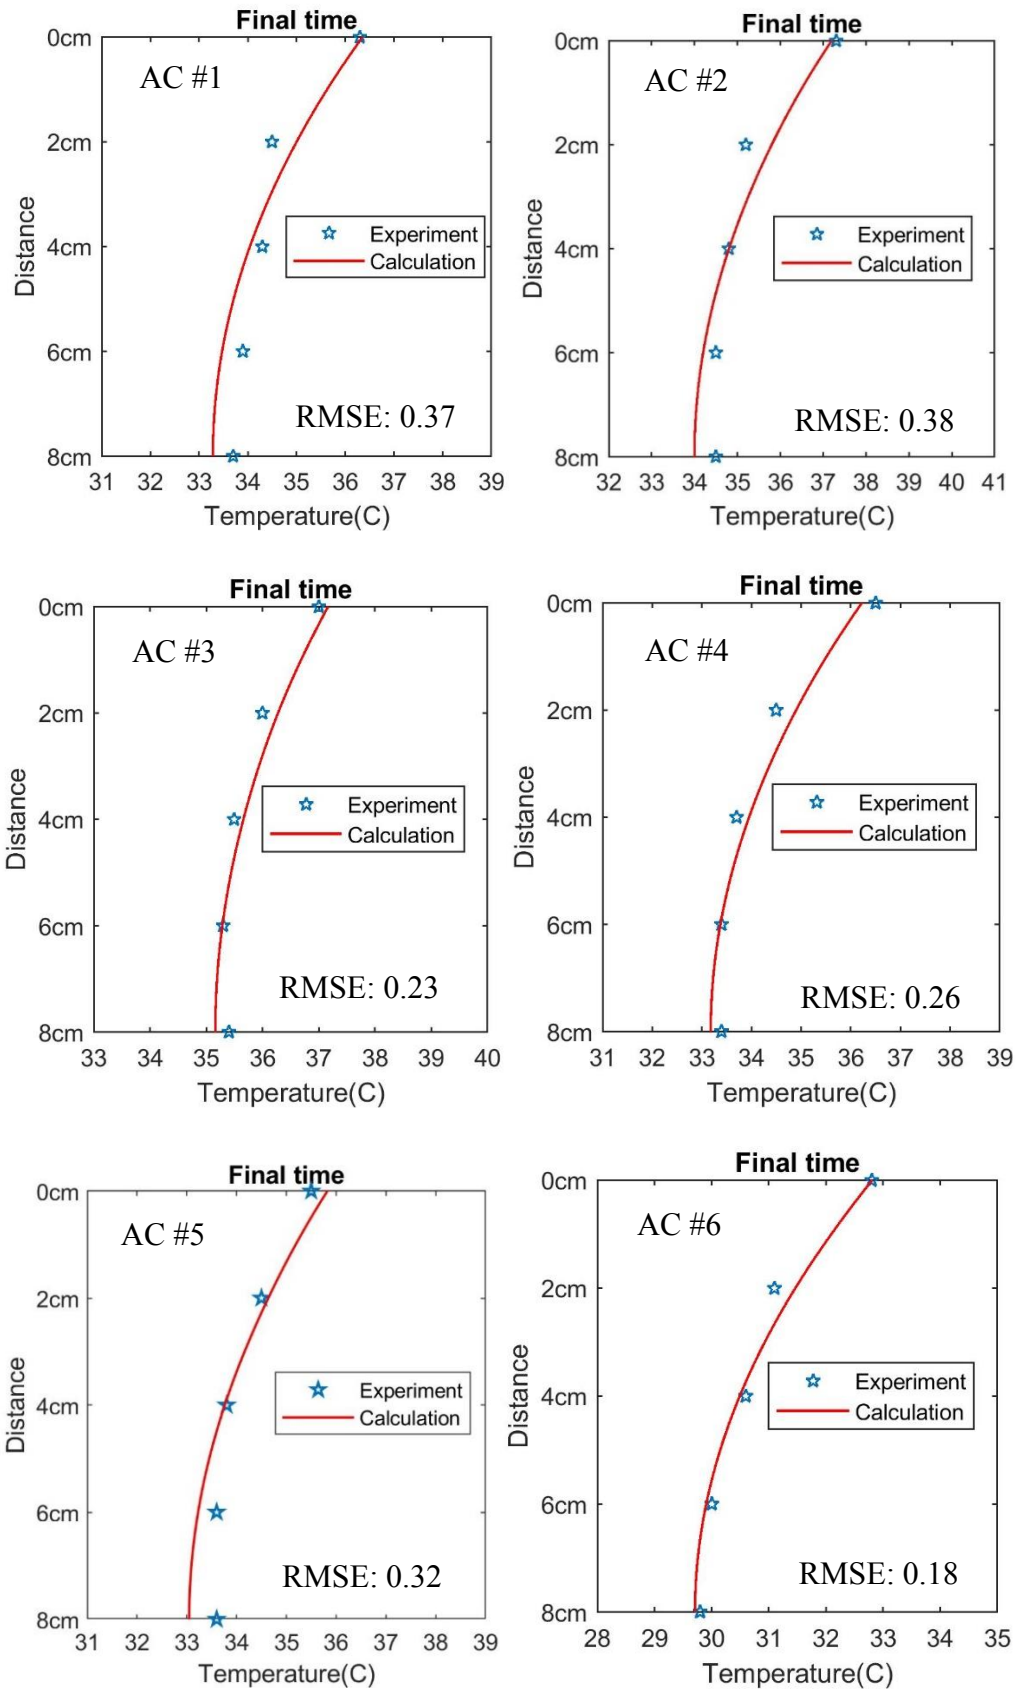 Final time
0cm
AC #1
2cm
4cm
6cm
8cm
Distance
Experiment
Calculation
RMSE: 0.37
31 32 33 34 35 36 37 38 39
Temperature(C)
Final time
0cm
AC #2
2cm
4cm
6cm
8cm
Distance
Experiment
Calculation
RMSE: 0.38
32 33 34 35 36 37 38 39 40 41
Temperature(C)
Final time
0cm
AC #3
2cm
4cm
6cm
8cm
Distance
Experiment
Calculation
RMSE: 0.23
33 34 35 36 37 38 39 40
Temperature(C)
Final time
0cm
AC #4
2cm
4cm
6cm
8cm
Distance
Experiment
Calculation
RMSE: 0.26
31 32 33 34 35 36 37 38 39
Temperature(C)
Final time
0cm
AC #5
2cm
4cm
6cm
8cm
Distance
Experiment
Calculation
RMSE: 0.32
31 32 33 34 35 36 37 38 39
Temperature(C)
Final time
0cm
AC #6
2cm
4cm
6cm
8cm
Distance
Experiment
Calculation
RMSE: 0.18
28 29 30 31 32 33 34 35
Temperature(C)